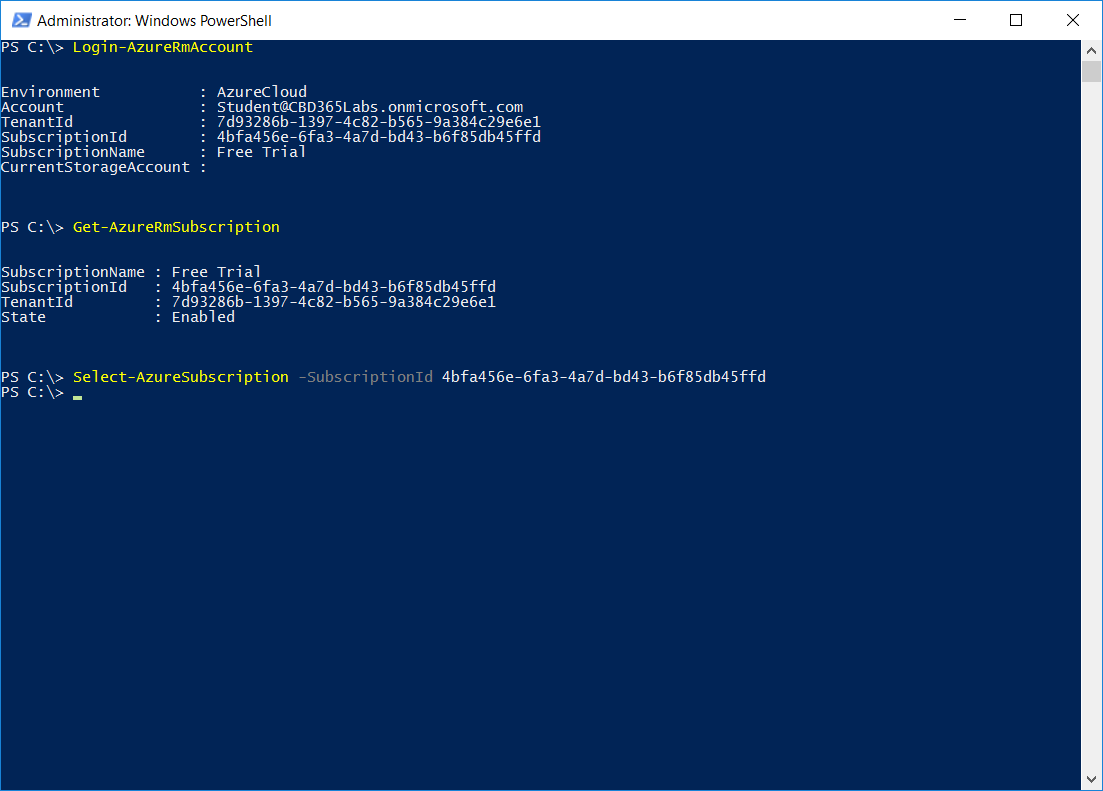 Administrator: Windows PowerShell
PS C:\> Login-AzureRmAccount
Environment           : AzureCloud
Account               : Student@CBD365Labs.onmicrosoft.com
TenantId              : 7d93286b-1397-4c82-b565-9a384c29e6e1
SubscriptionId        : 4bfa456e-6fa3-4a7d-bd43-b6f85db45ffd
SubscriptionName      : Free Trial
CurrentStorageAccount :
PS C:\> Get-AzureRmSubscription
SubscriptionName : Free Trial
SubscriptionId   : 4bfa456e-6fa3-4a7d-bd43-b6f85db45ffd
TenantId         : 7d93286b-1397-4c82-b565-9a384c29e6e1
State            : Enabled
PS C:\> Select-AzureSubscription -SubscriptionId 4bfa456e-6fa3-4a7d-bd43-b6f85db45ffd
PS C:\>